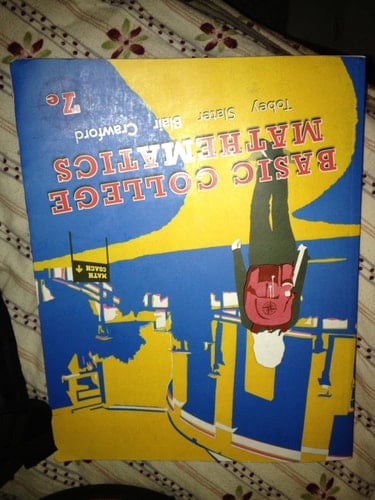 MATH
COACH
BASIC COLLEGE
MATHEMATICS
Tobey Slater Blair Crawford
7e